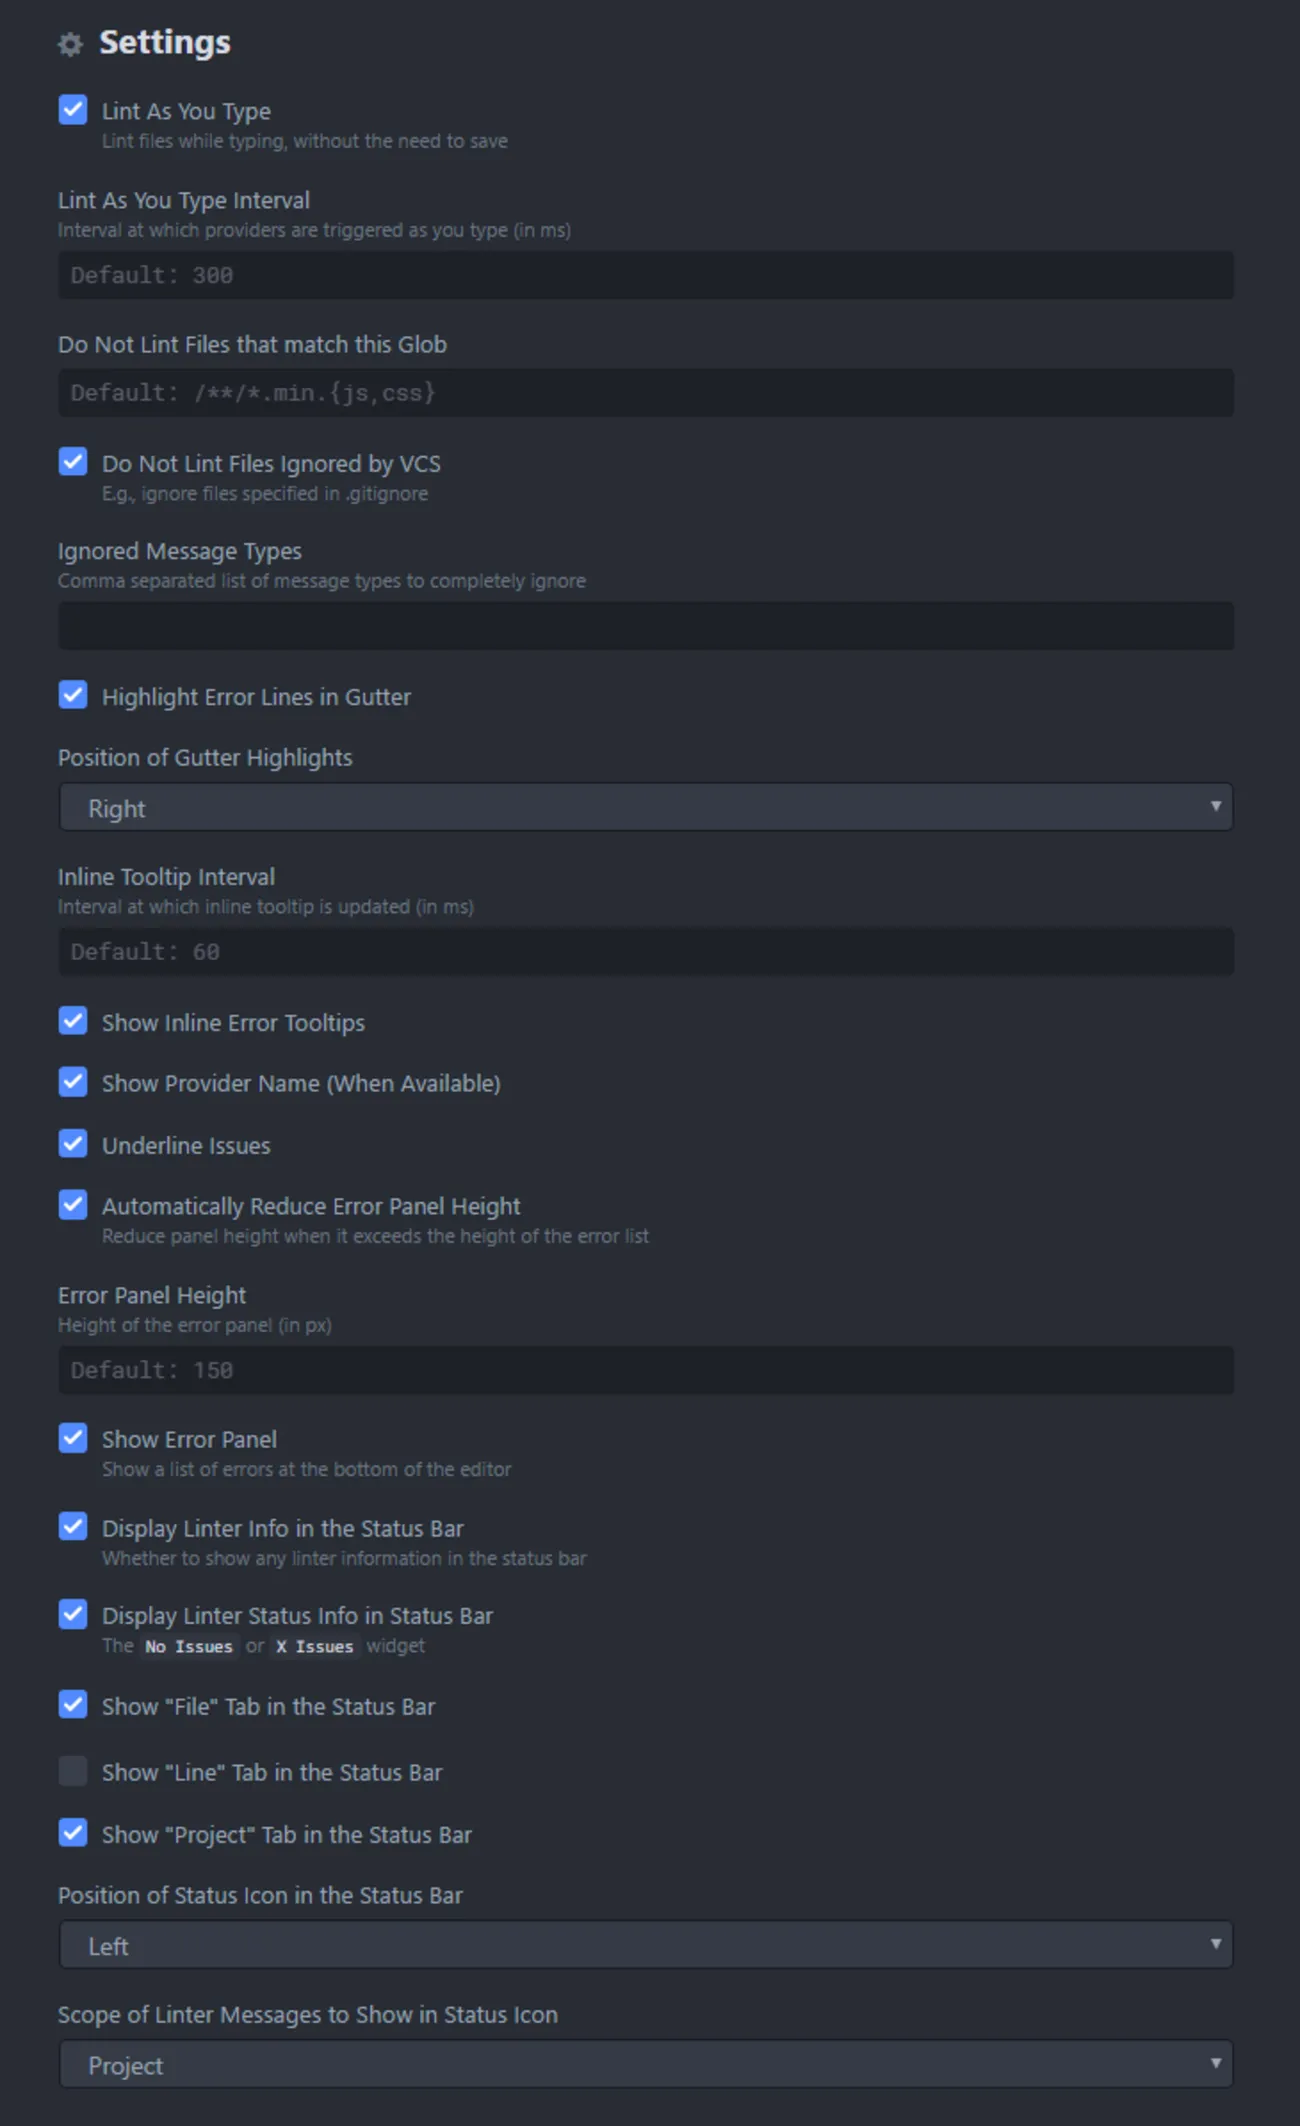 Settings
Lint As You Type
Lint files while typing, without the need to save
Lint As You Type Interval
Interval at which providers are triggered as you type (in ms)
Default: 300
Do Not Lint Files that match this Glob
Default: /**/*.min.{js,css}
Do Not Lint Files Ignored by VCS
E.g., ignore files specified in .gitignore
Ignored Message Types
Comma separated list of message types to completely ignore
Highlight Error Lines in Gutter
Position of Gutter Highlights
Right
Inline Tooltip Interval
Interval at which inline tooltip is updated (in ms)
Default: 60
Show Inline Error Tooltips
Show Provider Name (When Available)
Underline Issues
Automatically Reduce Error Panel Height
Reduce panel height when it exceeds the height of the error list
Error Panel Height
Height of the error panel (in px)
Default: 150
Show Error Panel
Show a list of errors at the bottom of the editor
Display Linter Info in the Status Bar
Whether to show any linter information in the status bar
Display Linter Status Info in Status Bar
The No Issues or X Issues widget
Show "File" Tab in the Status Bar
Show "Line" Tab in the Status Bar
Show "Project" Tab in the Status Bar
Position of Status Icon in the Status Bar
Left
Scope of Linter Messages to Show in Status Icon
Project